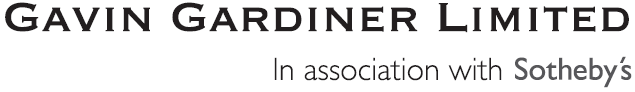 GAVIN GARDINER LIMITED
In association with Sotheby's